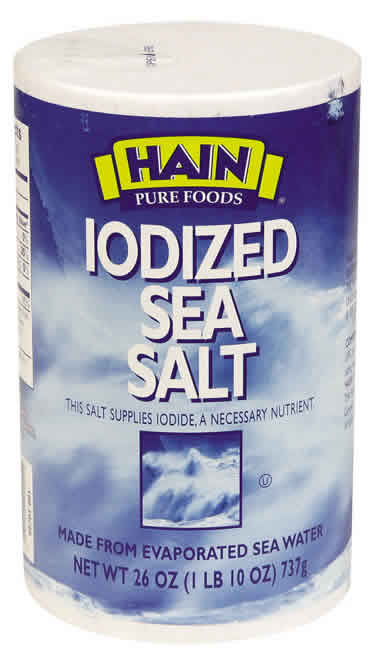 HAIN
PURE FOODS
®
IODIZED
SEA
SALT
THIS SALT SUPPLIES IODIDE, A NECESSARY NUTRIENT
U
MADE FROM EVAPORATED SEA WATER
NET WT 26 OZ (1 LB 10 OZ) 737g